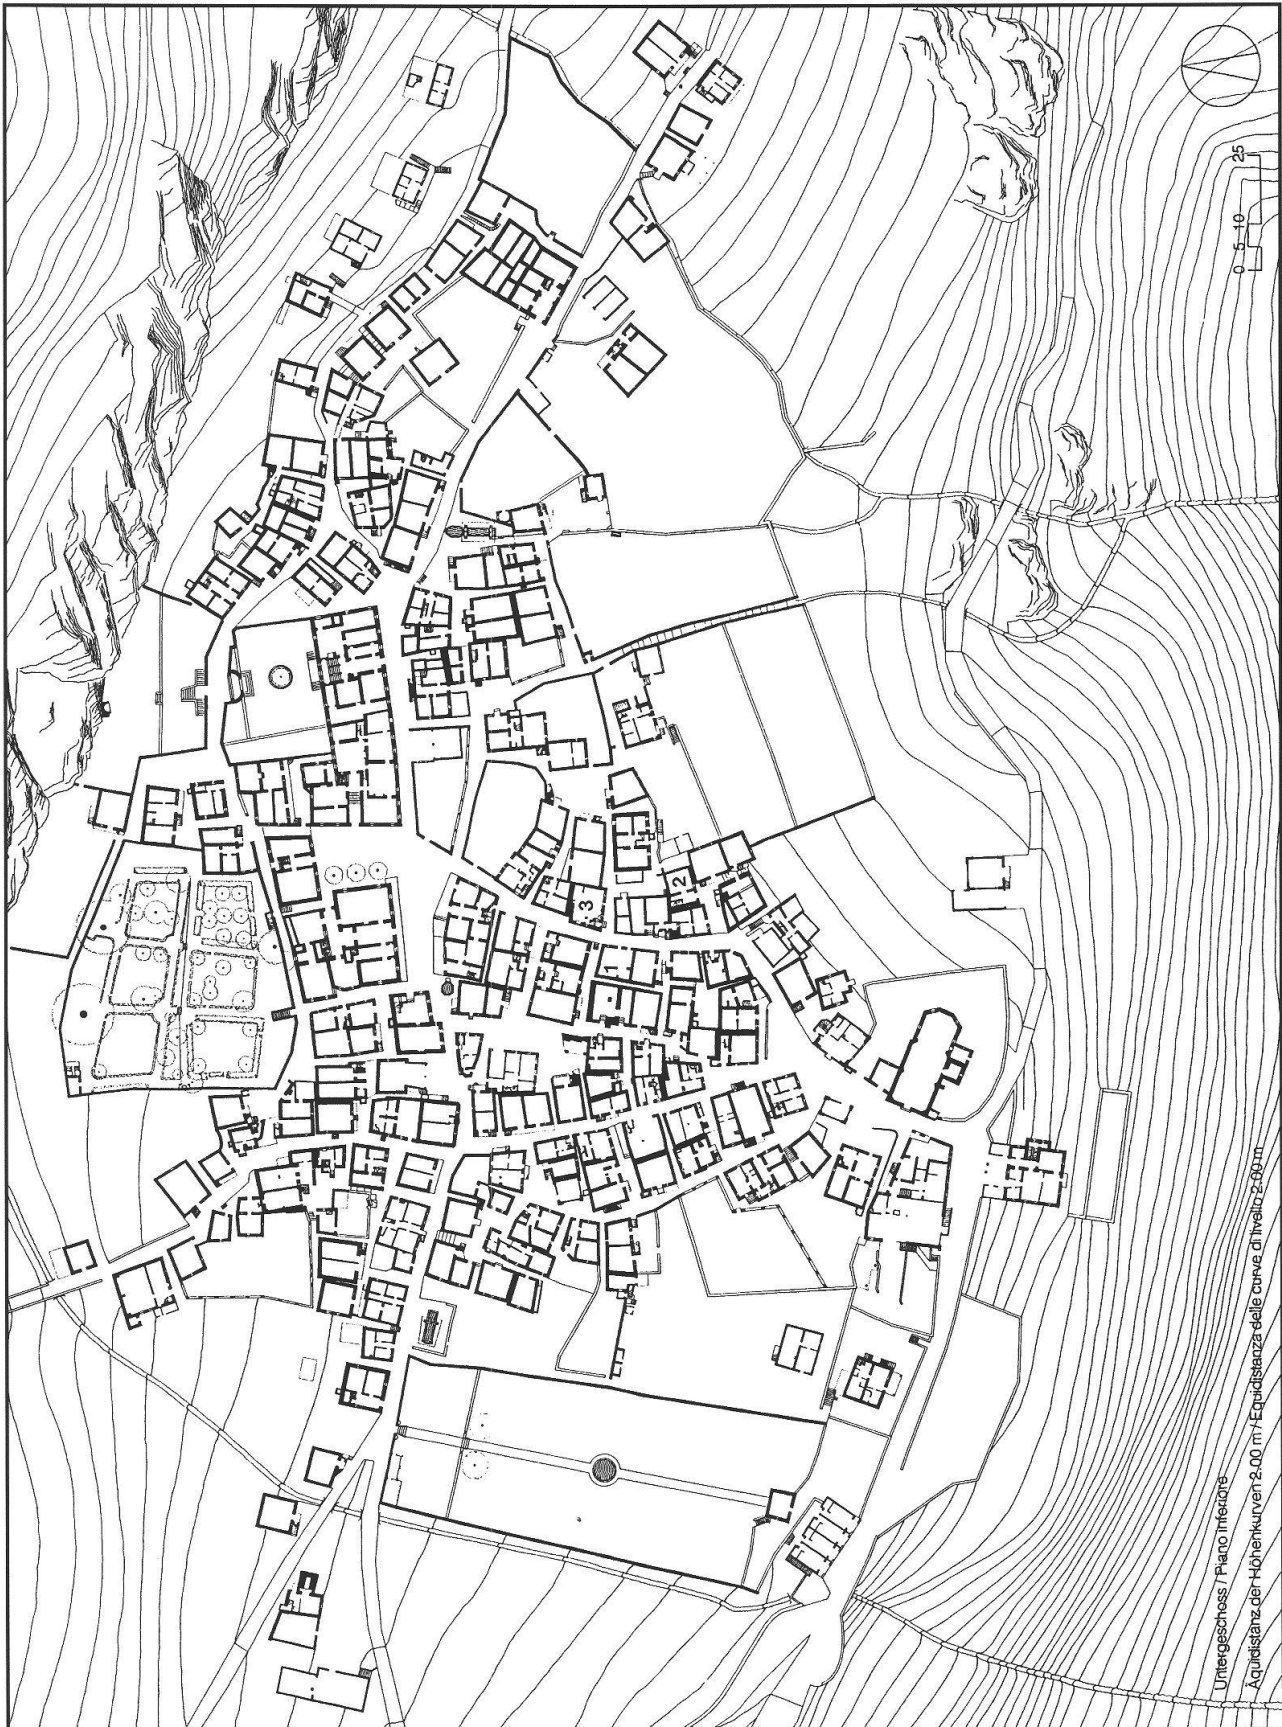 Untergeschoss / Piano inferiore
Äquidistanz der Höhenkurven 2.00 m / Equidistanza delle curve di livello 2.00 m
0 5 10 25
1
2
3